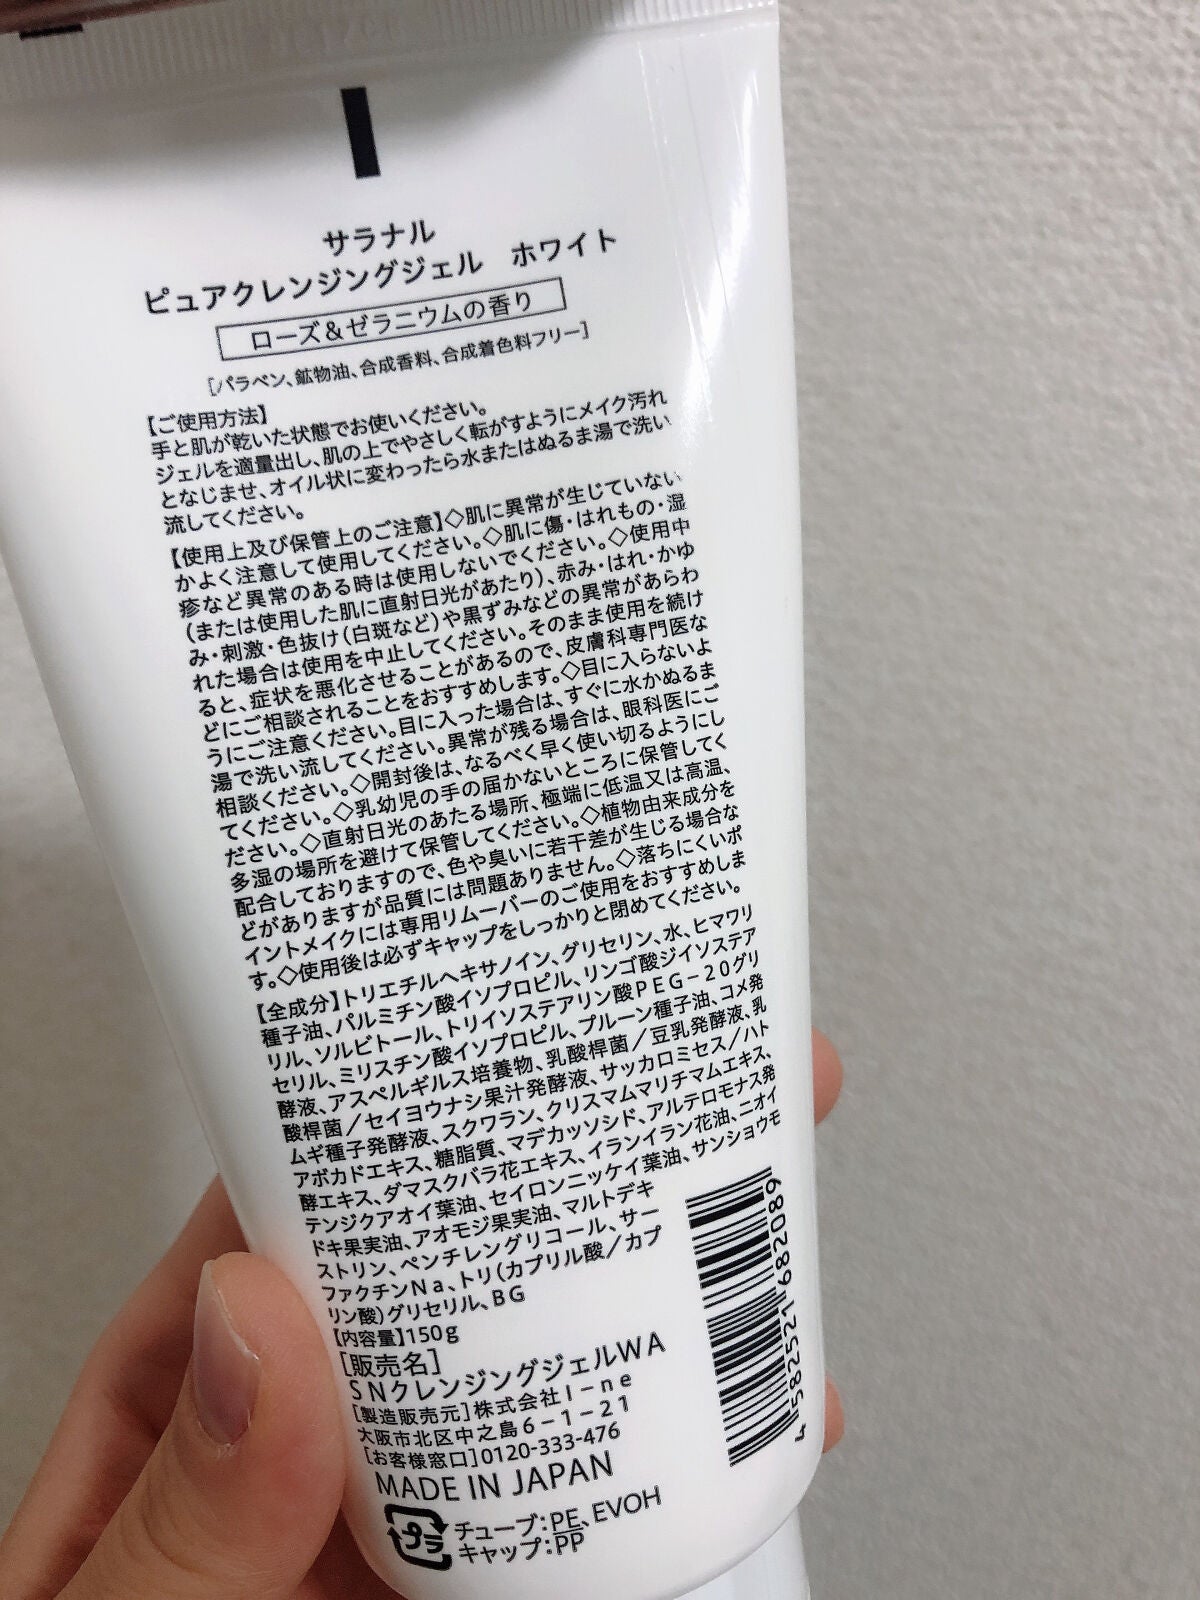 サラナル
ピュアクレンジングジェル ホワイト
ローズ&ゼラニウムの香り
[パラベン、鉱物油、合成香料、合成着色料フリー]
【ご使用方法】
手と肌が乾いた状態でお使いください。
ジェルを適量出し、肌の上でやさしく転がすようにメイク汚れ
となじませ、オイル状に変わったら水またはぬるま湯で洗い
流してください。
【使用上及び保管上のご注意】◇肌に異常が生じていない
かよく注意して使用してください。◇肌に傷・はれもの・湿
疹など異常のある時は使用しないでください。◇使用中
(または使用した肌に直射日光があたり)、赤み・はれ・かゆ
み・刺激・色抜け(白斑など)や黒ずみなどの異常があらわ
れた場合は使用を中止してください。そのまま使用を続け
ると、症状を悪化させることがあるので、皮膚科専門医な
どにご相談されることをおすすめします。◇目に入らないよ
うにご注意ください。目に入った場合は、すぐに水かぬるま
湯で洗い流してください。異常が残る場合は、眼科医にご
相談ください。◇開封後は、なるべく早く使い切るようにし
てください。◇乳幼児の手の届かないところに保管してく
ださい。◇直射日光のあたる場所、極端に低温又は高温、
多湿の場所を避けて保管してください。◇植物由来成分を
配合しておりますので、色や臭いに若干差が生じる場合な
どがありますが品質には問題ありません。◇落ちにくいポ
イントメイクには専用リムーバーのご使用をおすすめしま
す。◇使用後は必ずキャップをしっかりと閉めてください。
【全成分】トリエチルヘキサノイン、グリセリン、水、ヒマワリ
種子油、パルミチン酸イソプロピル、リンゴ酸ジイソステア
リル、ソルビトール、トリイソステアリン酸PEG-20グリ
セリル、ミリスチン酸イソプロピル、プルーン種子油、コメ発
酵液、アスペルギルス培養物、乳酸桿菌/豆乳発酵液、乳
酸桿菌/セイヨウナシ果汁発酵液、サッカロミセス/ハト
ムギ種子発酵液、スクワラン、クリスマムマリチマムエキス、
アボカドエキス、糖脂質、マデカッソシド、アルテロモナス発
酵エキス、ダマスクバラ花エキス、イランイラン花油、ニオイ
テンジクアオイ葉油、セイロンニッケイ葉油、サンショウモ
ドキ果実油、アオモジ果実油、マルトデキ
ストリン、ペンチレングリコール、サー
ファクチンNa、トリ(カプリル酸/カプ
リン酸)グリセリル、BG
【内容量】150g
[販売名]
SNクレンジングジェルWA
[製造販売元]株式会社I-ne
大阪市北区中之島6-1-21
[お客様窓口]0120-333-476
MADE IN JAPAN
プラ チューブ:PE、EVOH
キャップ:PP
4 582521 682089